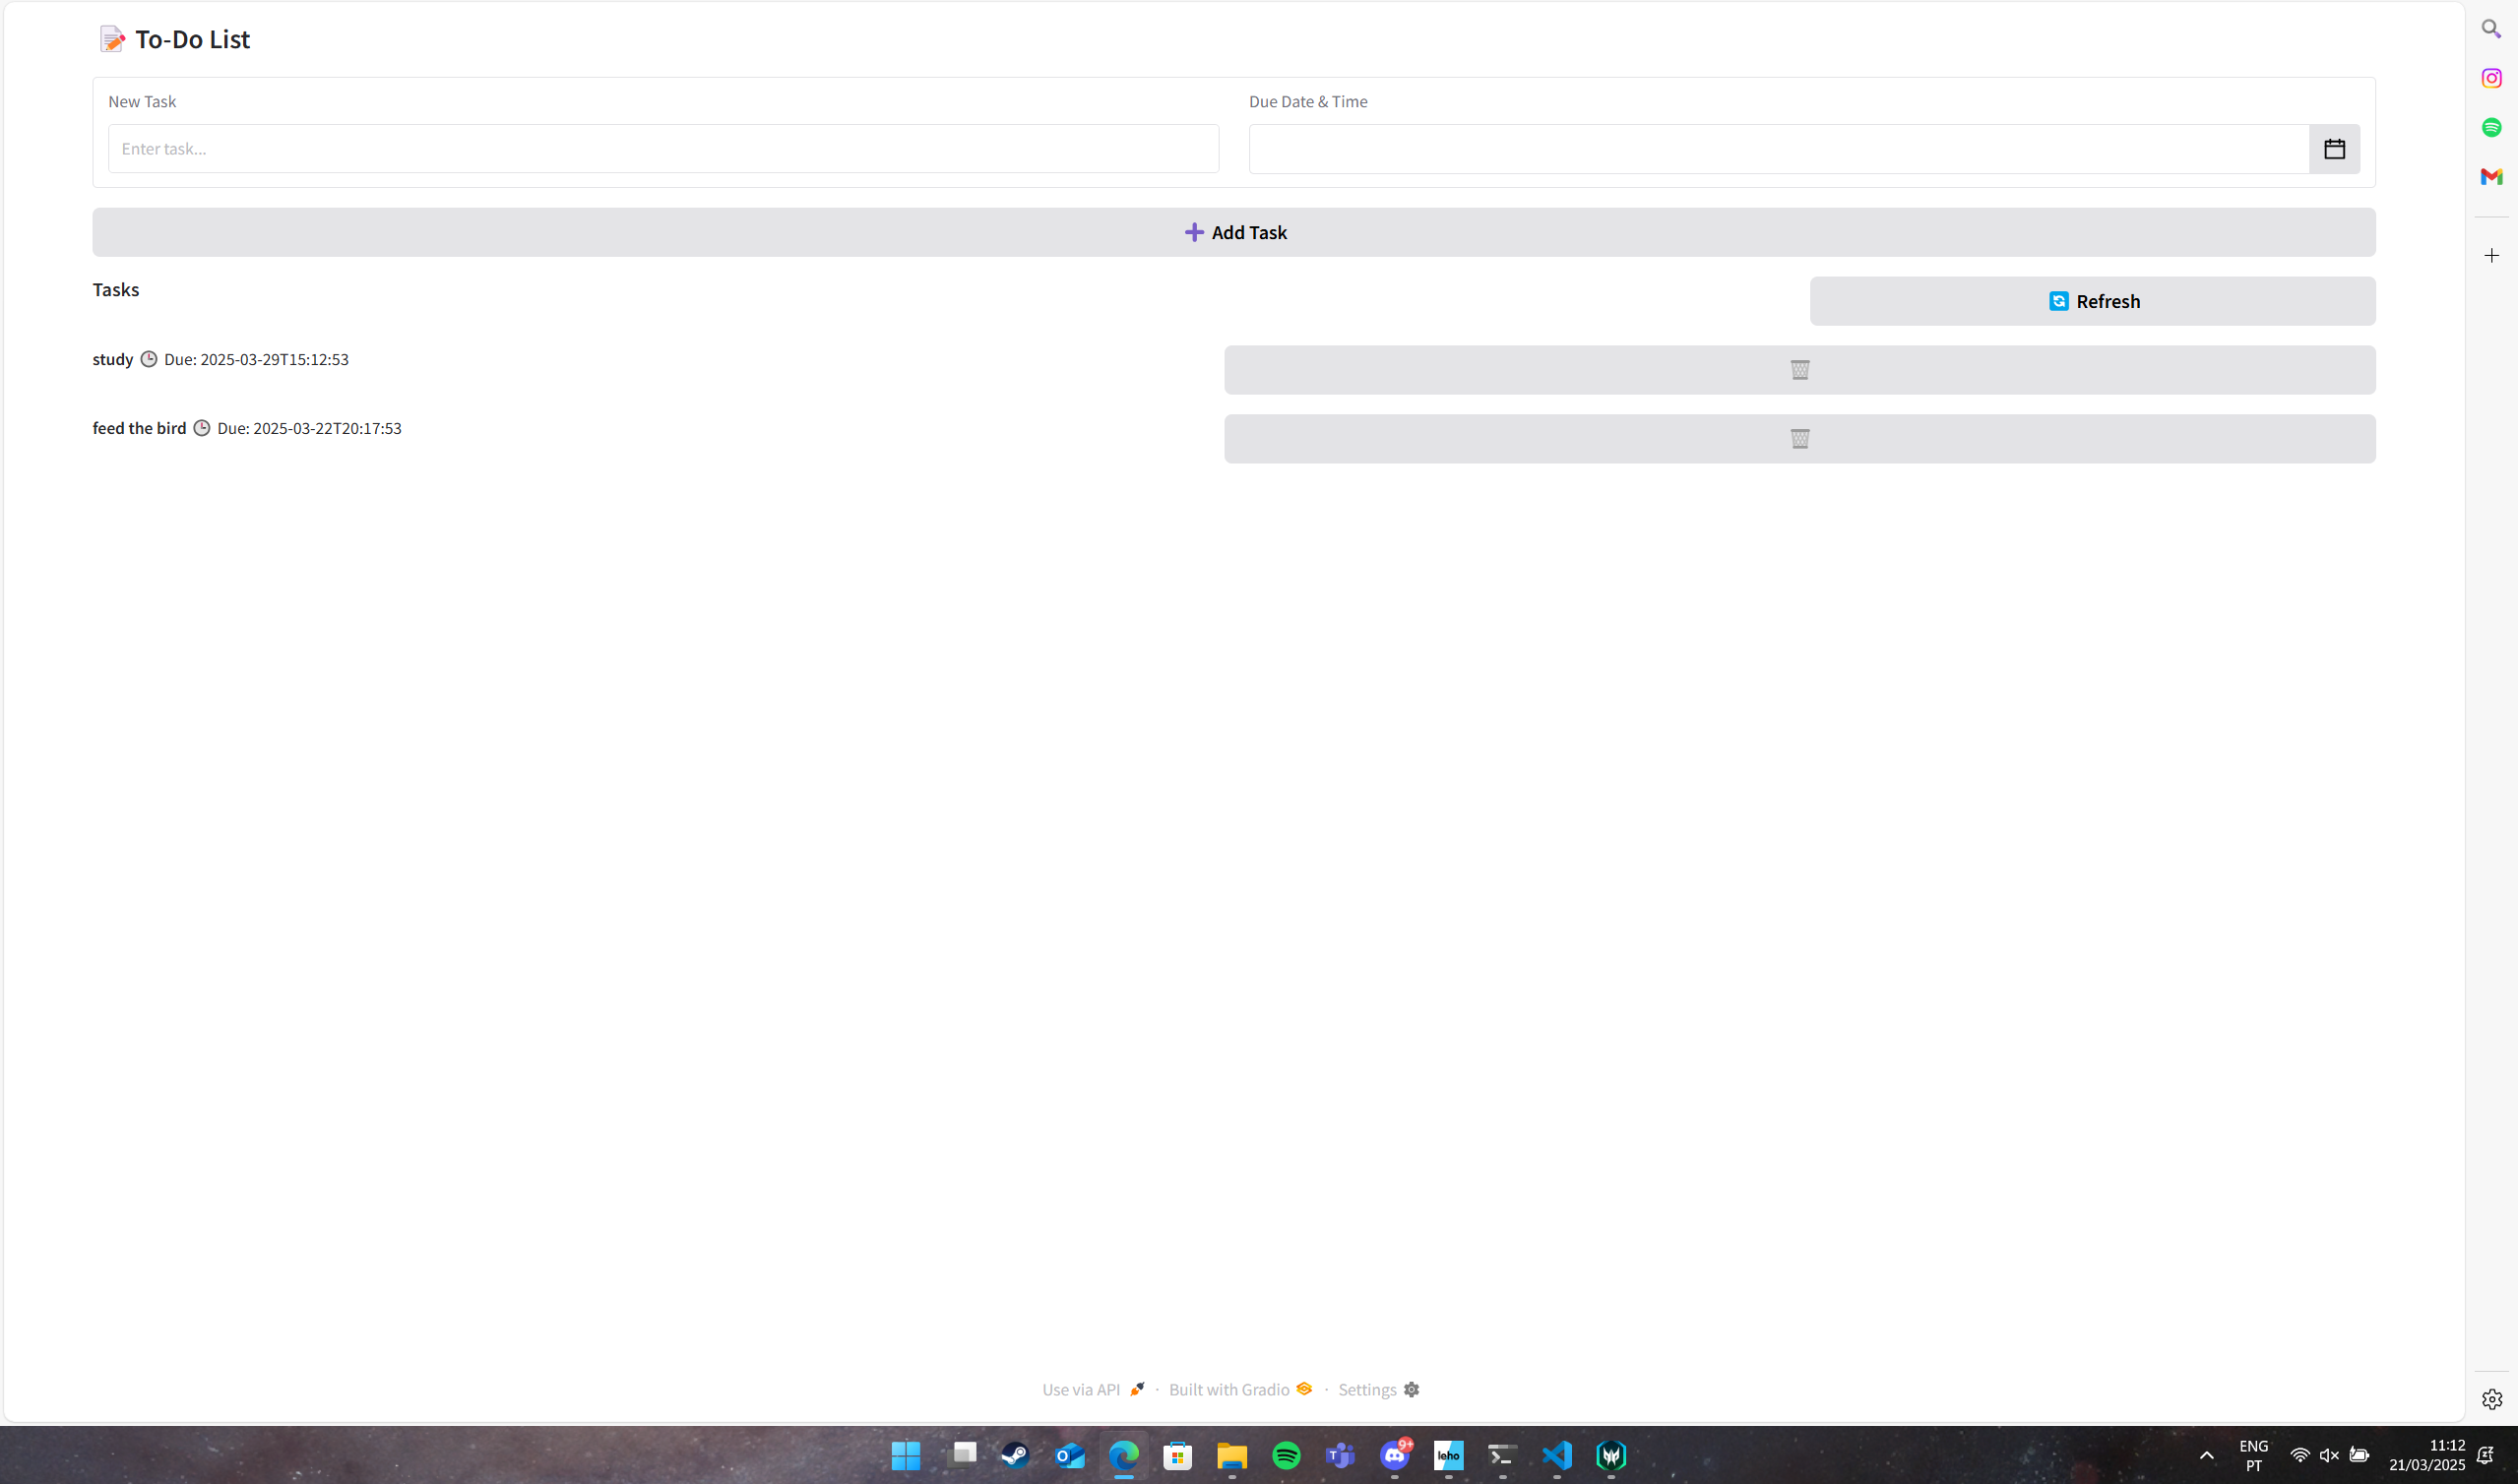 To-Do List
New Task
Due Date & Time
Enter task...
Add Task
Tasks
Refresh
study Due: 2025-03-29T15:12:53
feed the bird Due: 2025-03-22T20:17:53
Use via API · Built with Gradio · Settings
9+
leho
ENG
PT
11:12
21/03/2025